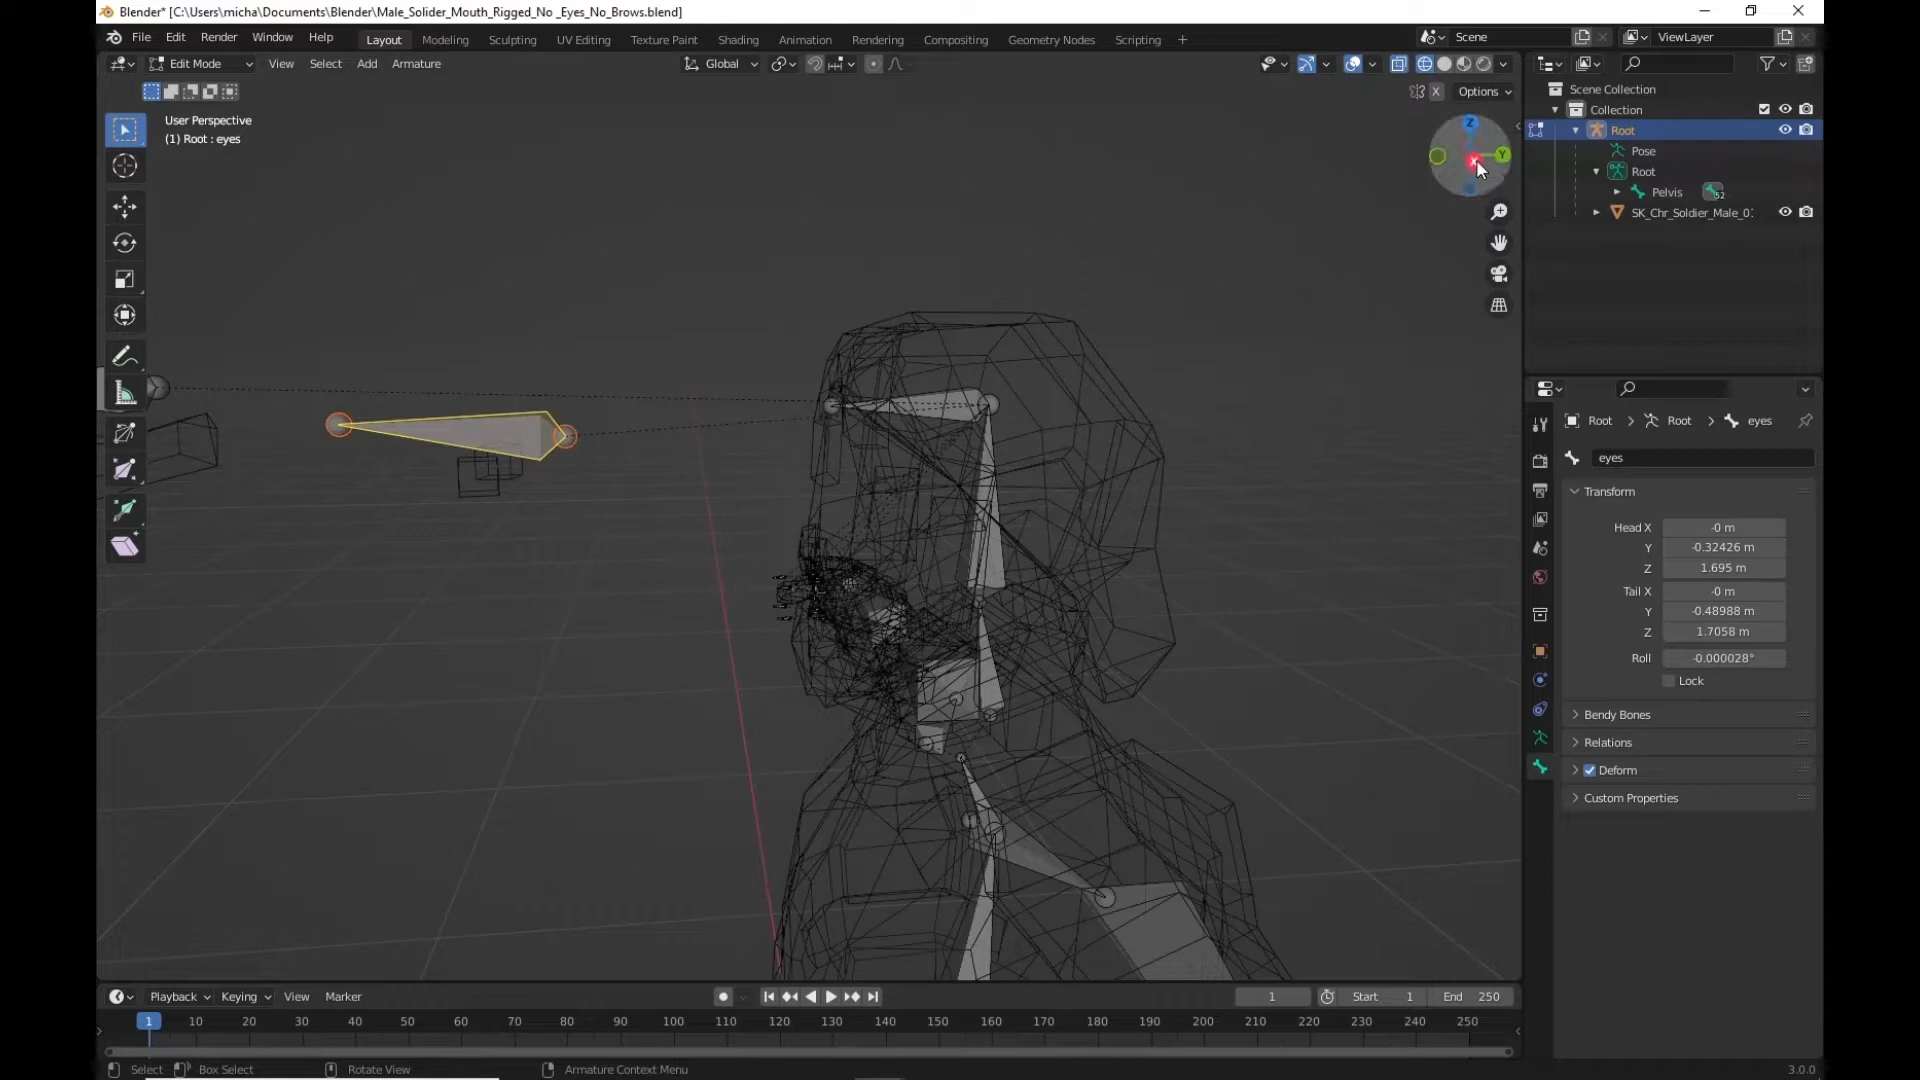 Blender* [C:\Users\micha\Documents\Blender\Male_Solider_Mouth_Rigged_No _Eyes_No_Brows.blend]
File Edit Render Window Help Layout Modeling Sculpting UV Editing Texture Paint Shading Animation Rendering Compositing Geometry Nodes Scripting + Scene ViewLayer
Edit Mode View Select Add Armature Global
X Options
User Perspective
(1) Root : eyes
Z
X
Y
Scene Collection
Collection
Root
Pose
Root
Pelvis 52
SK_Chr_Soldier_Male_0:
Root Root eyes
eyes
Transform
Head X -0 m
Y -0.32426 m
Z 1.695 m
Tail X -0 m
Y -0.48988 m
Z 1.7058 m
Roll -0.000028°
Lock
Bendy Bones
Relations
Deform
Custom Properties
Playback Keying View Marker 1 Start 1 End 250
1 10 20 30 40 50 60 70 80 90 100 110 120 130 140 150 160 170 180 190 200 210 220 230 240 250
Select Box Select Rotate View Armature Context Menu 3.0.0